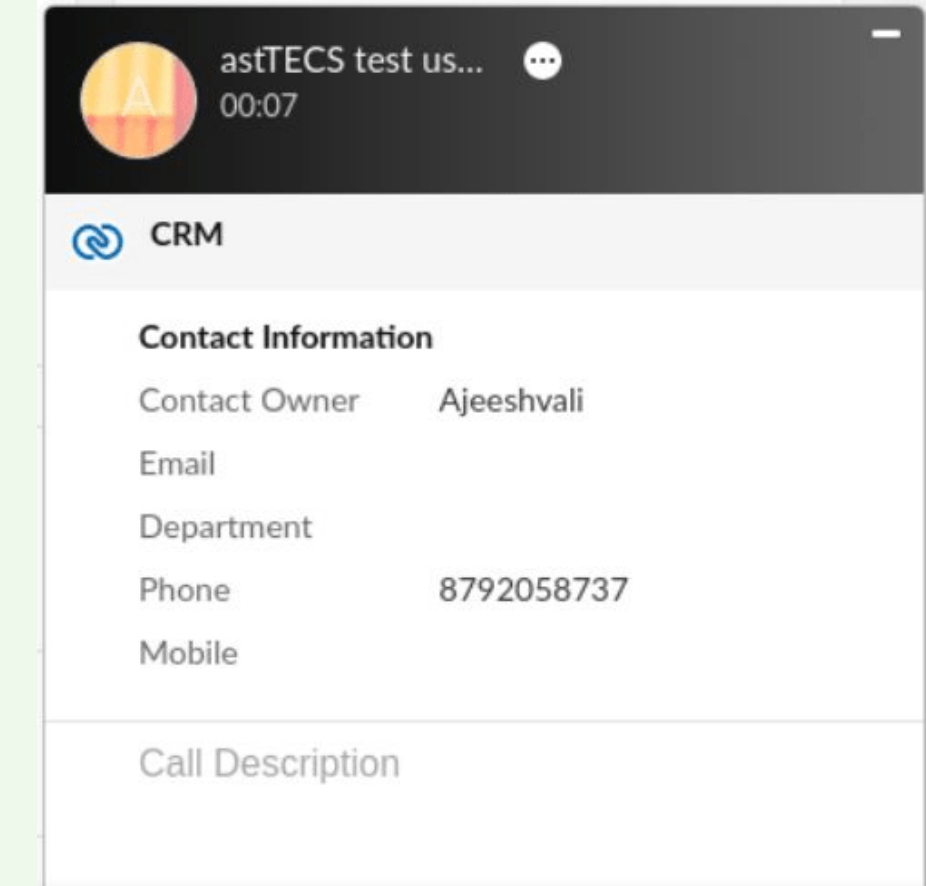 A
astTECS test us...
00:07
CRM
Contact Information
Contact Owner Ajeeshvali
Email
Department
Phone 8792058737
Mobile
Call Description